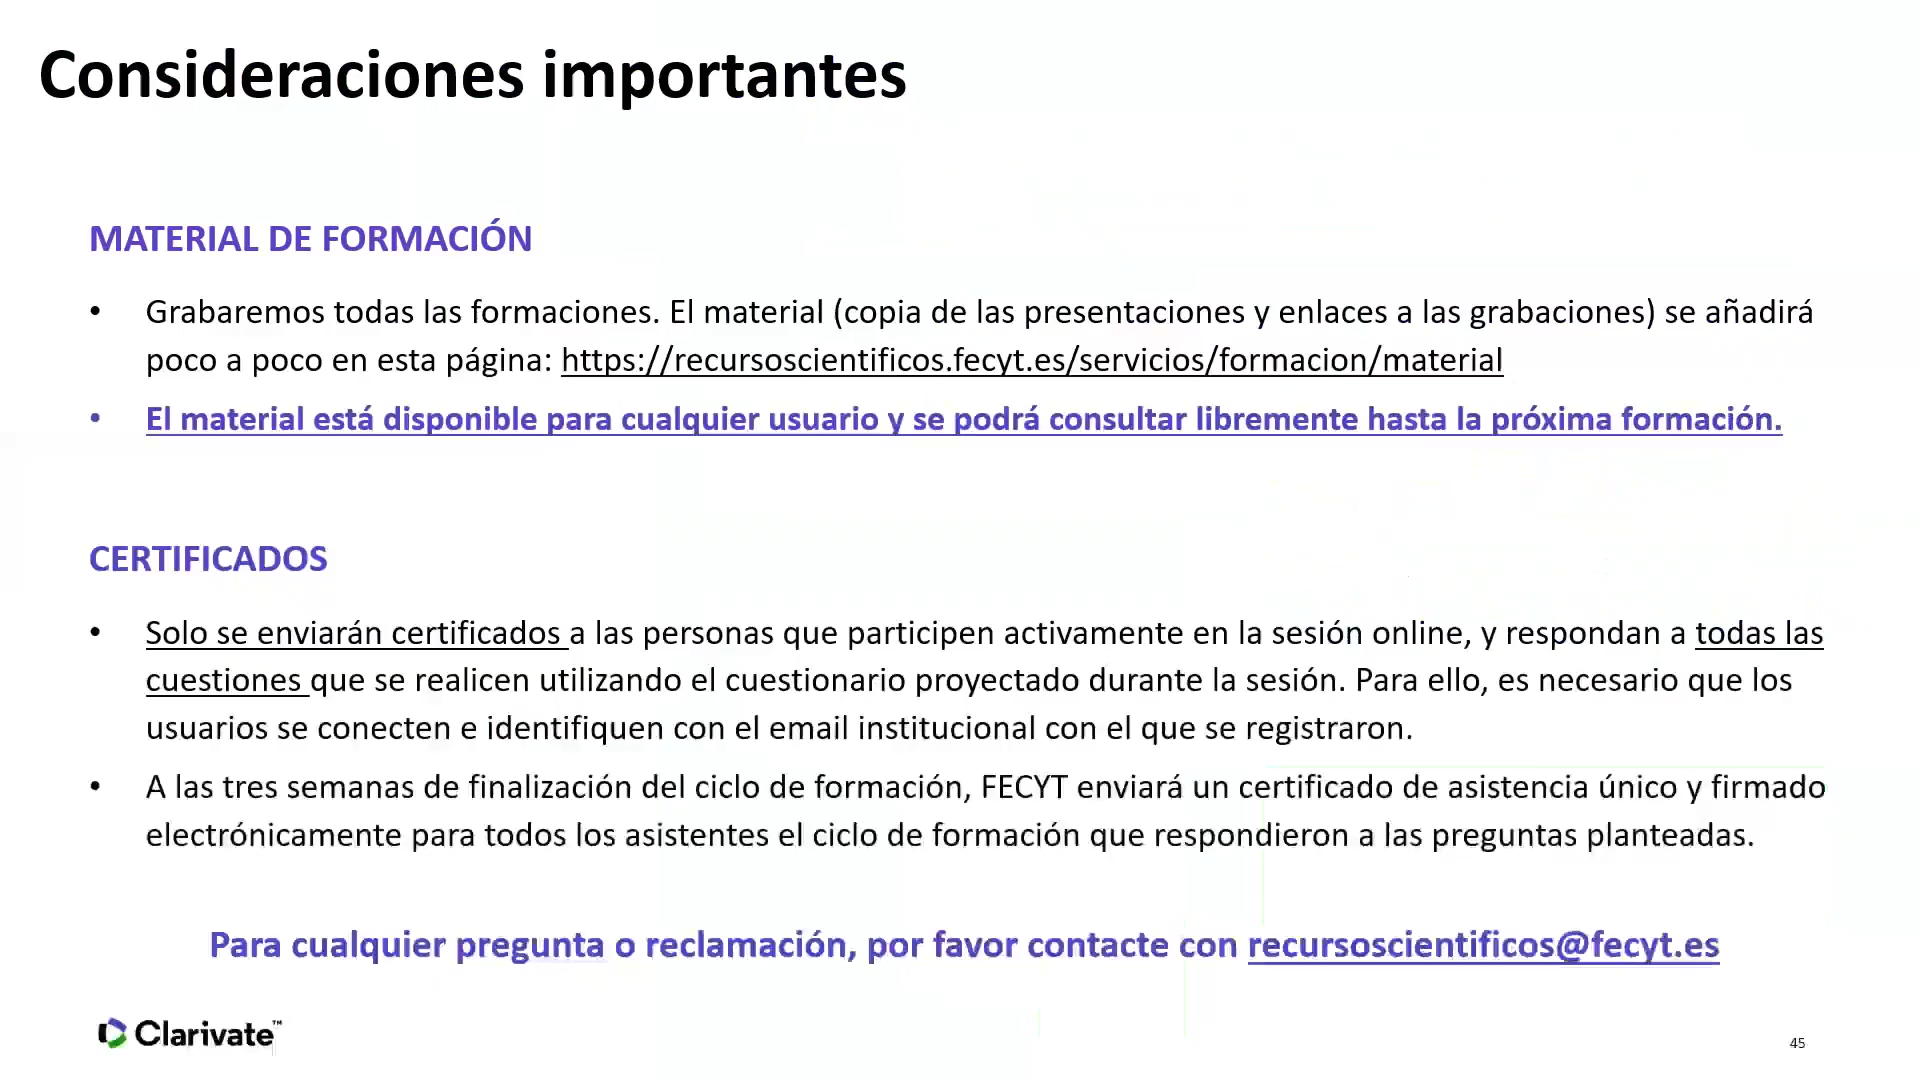 Consideraciones importantes
MATERIAL DE FORMACIÓN
• Grabaremos todas las formaciones. El material (copia de las presentaciones y enlaces a las grabaciones) se añadirá
poco a poco en esta página: https://recursoscientificos.fecyt.es/servicios/formacion/material
• El material está disponible para cualquier usuario y se podrá consultar libremente hasta la próxima formación.
CERTIFICADOS
• Solo se enviarán certificados a las personas que participen activamente en la sesión online, y respondan a todas las
cuestiones que se realicen utilizando el cuestionario proyectado durante la sesión. Para ello, es necesario que los
usuarios se conecten e identifiquen con el email institucional con el que se registraron.
• A las tres semanas de finalización del ciclo de formación, FECYT enviará un certificado de asistencia único y firmado
electrónicamente para todos los asistentes el ciclo de formación que respondieron a las preguntas planteadas.
Para cualquier pregunta o reclamación, por favor contacte con recursoscientificos@fecyt.es
Clarivate™
45